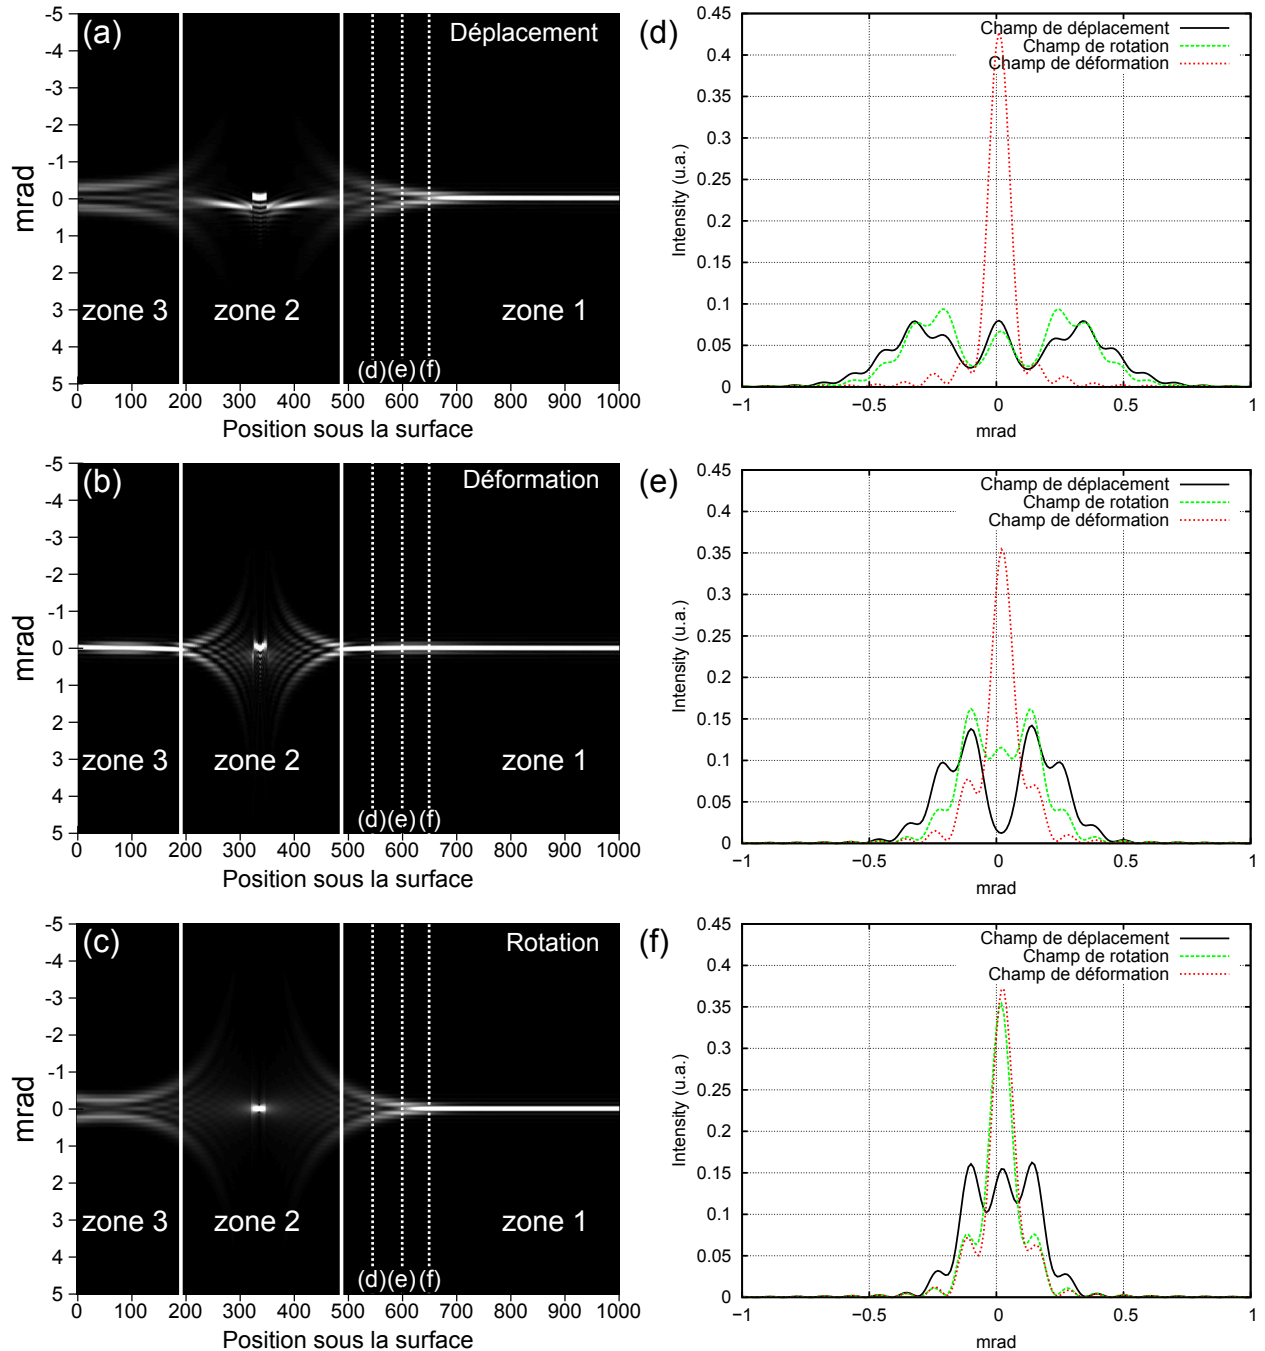 (a)
Déplacement
-5
-4
-3
-2
-1
0
1
2
3
4
5
mrad
zone 3
zone 2
zone 1
(d)(e)(f)
0 100 200 300 400 500 600 700 800 900 1000
Position sous la surface
(d)
Champ de déplacement
Champ de rotation
Champ de déformation
0.45
0.4
0.35
0.3
0.25
0.2
0.15
0.1
0.05
0
Intensity (u.a.)
−1 −0.5 0 0.5 1
mrad
(b)
Déformation
-5
-4
-3
-2
-1
0
1
2
3
4
5
mrad
zone 3
zone 2
zone 1
(d)(e)(f)
0 100 200 300 400 500 600 700 800 900 1000
Position sous la surface
(e)
Champ de déplacement
Champ de rotation
Champ de déformation
0.45
0.4
0.35
0.3
0.25
0.2
0.15
0.1
0.05
0
Intensity (u.a.)
−1 −0.5 0 0.5 1
mrad
(c)
Rotation
-5
-4
-3
-2
-1
0
1
2
3
4
5
mrad
zone 3
zone 2
zone 1
(d)(e)(f)
0 100 200 300 400 500 600 700 800 900 1000
Position sous la surface
(f)
Champ de déplacement
Champ de rotation
Champ de déformation
0.45
0.4
0.35
0.3
0.25
0.2
0.15
0.1
0.05
0
Intensity (u.a.)
−1 −0.5 0 0.5 1
mrad